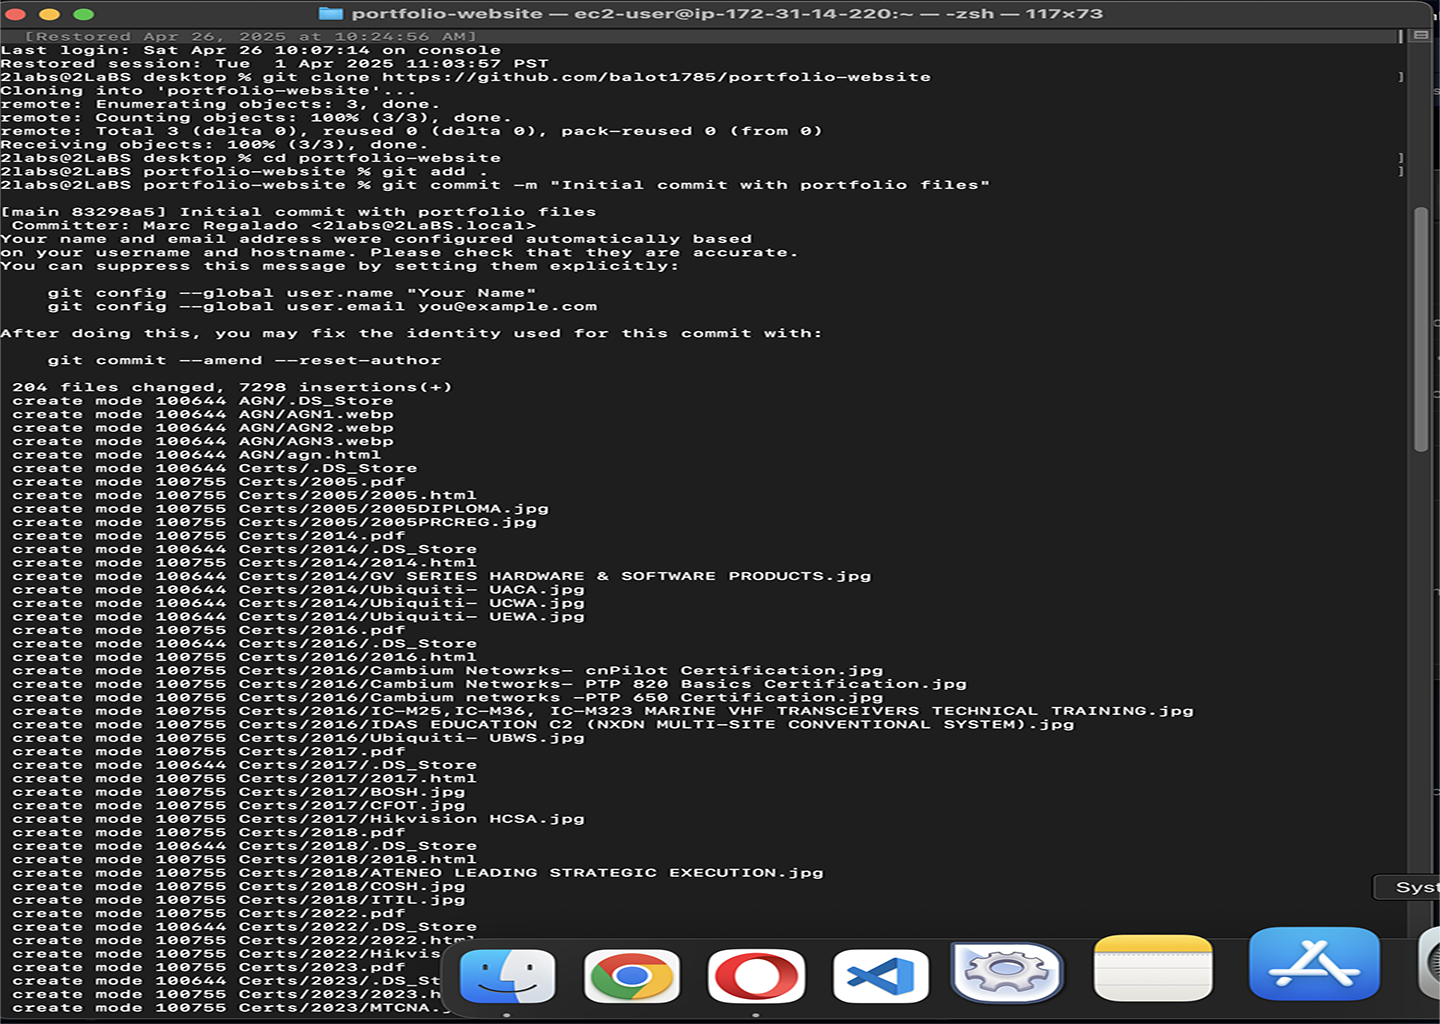 portfolio-website — ec2-user@ip-172-31-14-220:~ — -zsh — 117×73
[Restored Apr 26, 2025 at 10:24:56 AM]
Last login: Sat Apr 26 10:07:14 on console
Restored session: Tue  1 Apr 2025 11:03:57 PST
2labs@2LaBS desktop % git clone https://github.com/balot1785/portfolio-website
Cloning into 'portfolio-website'...
remote: Enumerating objects: 3, done.
remote: Counting objects: 100% (3/3), done.
remote: Total 3 (delta 0), reused 0 (delta 0), pack-reused 0 (from 0)
Receiving objects: 100% (3/3), done.
2labs@2LaBS desktop % cd portfolio-website
2labs@2LaBS portfolio-website % git add .
2labs@2LaBS portfolio-website % git commit -m "Initial commit with portfolio files"
[main 83298a5] Initial commit with portfolio files
Committer: Marc Regalado <2labs@2LaBS.local>
Your name and email address were configured automatically based
on your username and hostname. Please check that they are accurate.
You can suppress this message by setting them explicitly:
git config --global user.name "Your Name"
git config --global user.email you@example.com
After doing this, you may fix the identity used for this commit with:
git commit --amend --reset-author
204 files changed, 7298 insertions(+)
create mode 100644 AGN/.DS_Store
create mode 100644 AGN/AGN1.webp
create mode 100644 AGN/AGN2.webp
create mode 100644 AGN/AGN3.webp
create mode 100644 AGN/agn.html
create mode 100644 Certs/.DS_Store
create mode 100755 Certs/2005.pdf
create mode 100755 Certs/2005/2005.html
create mode 100755 Certs/2005/2005DIPLOMA.jpg
create mode 100755 Certs/2005/2005PRCREG.jpg
create mode 100755 Certs/2014.pdf
create mode 100644 Certs/2014/.DS_Store
create mode 100755 Certs/2014/2014.html
create mode 100644 Certs/2014/GV SERIES HARDWARE & SOFTWARE PRODUCTS.jpg
create mode 100644 Certs/2014/Ubiquiti- UACA.jpg
create mode 100644 Certs/2014/Ubiquiti- UCWA.jpg
create mode 100644 Certs/2014/Ubiquiti- UEWA.jpg
create mode 100755 Certs/2016.pdf
create mode 100644 Certs/2016/.DS_Store
create mode 100755 Certs/2016/2016.html
create mode 100755 Certs/2016/Cambium Netowrks- cnPilot Certification.jpg
create mode 100755 Certs/2016/Cambium Networks- PTP 820 Basics Certification.jpg
create mode 100755 Certs/2016/Cambium networks -PTP 650 Certification.jpg
create mode 100755 Certs/2016/IC-M25,IC-M36, IC-M323 MARINE VHF TRANSCEIVERS TECHNICAL TRAINING.jpg
create mode 100755 Certs/2016/IDAS EDUCATION C2 (NXDN MULTI-SITE CONVENTIONAL SYSTEM).jpg
create mode 100755 Certs/2016/Ubiquiti- UBWS.jpg
create mode 100755 Certs/2017.pdf
create mode 100644 Certs/2017/.DS_Store
create mode 100755 Certs/2017/2017.html
create mode 100755 Certs/2017/BOSH.jpg
create mode 100755 Certs/2017/CFOT.jpg
create mode 100755 Certs/2017/Hikvision HCSA.jpg
create mode 100755 Certs/2018.pdf
create mode 100644 Certs/2018/.DS_Store
create mode 100755 Certs/2018/2018.html
create mode 100755 Certs/2018/ATENEO LEADING STRATEGIC EXECUTION.jpg
create mode 100755 Certs/2018/COSH.jpg
create mode 100755 Certs/2018/ITIL.jpg
create mode 100755 Certs/2022.pdf
create mode 100644 Certs/2022/.DS_Store
create mode 100755 Certs/2022/2022.html
create mode 100755 Certs/2022/Hikvis
create mode 100755 Certs/2023.pdf
create mode 100644 Certs/2023/.DS_St
create mode 100755 Certs/2023/2023.h
create mode 100755 Certs/2023/MTCNA.
Syst